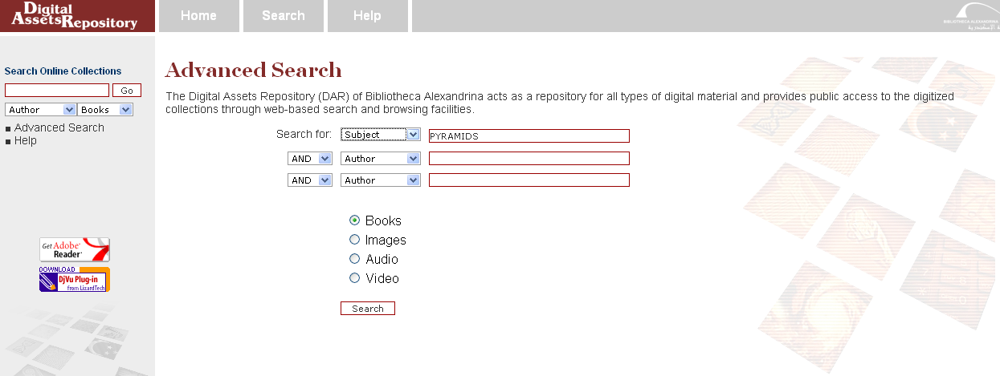 Digital
Assets Repository
Home
Search
Help
BIBLIOTHECA ALEXANDRINA
Search Online Collections
Go
Author
Books
Advanced Search
Help
Get Adobe®
Reader®
DOWNLOAD
DjVu Plug-in
from LizardTech
Advanced Search
The Digital Assets Repository (DAR) of Bibliotheca Alexandrina acts as a repository for all types of digital material and provides public access to the digitized
collections through web-based search and browsing facilities.
Search for: Subject PYRAMIDS
AND Author
AND Author
Books
Images
Audio
Video
Search